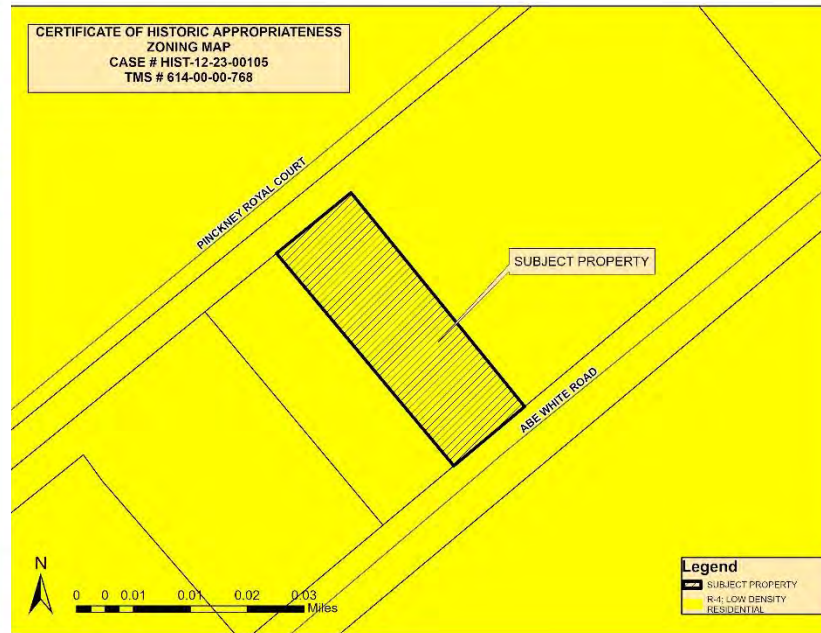 CERTIFICATE OF HISTORIC APPROPRIATENESS
ZONING MAP
CASE # HIST-12-23-00105
TMS # 614-00-00-768
PINCKNEY ROYAL COURT
SUBJECT PROPERTY
ABE WHITE ROAD
N
0 0 0.01 0.01 0.02 0.03
Miles
Legend
SUBJECT PROPERTY
R-4; LOW DENSITY
RESIDENTIAL